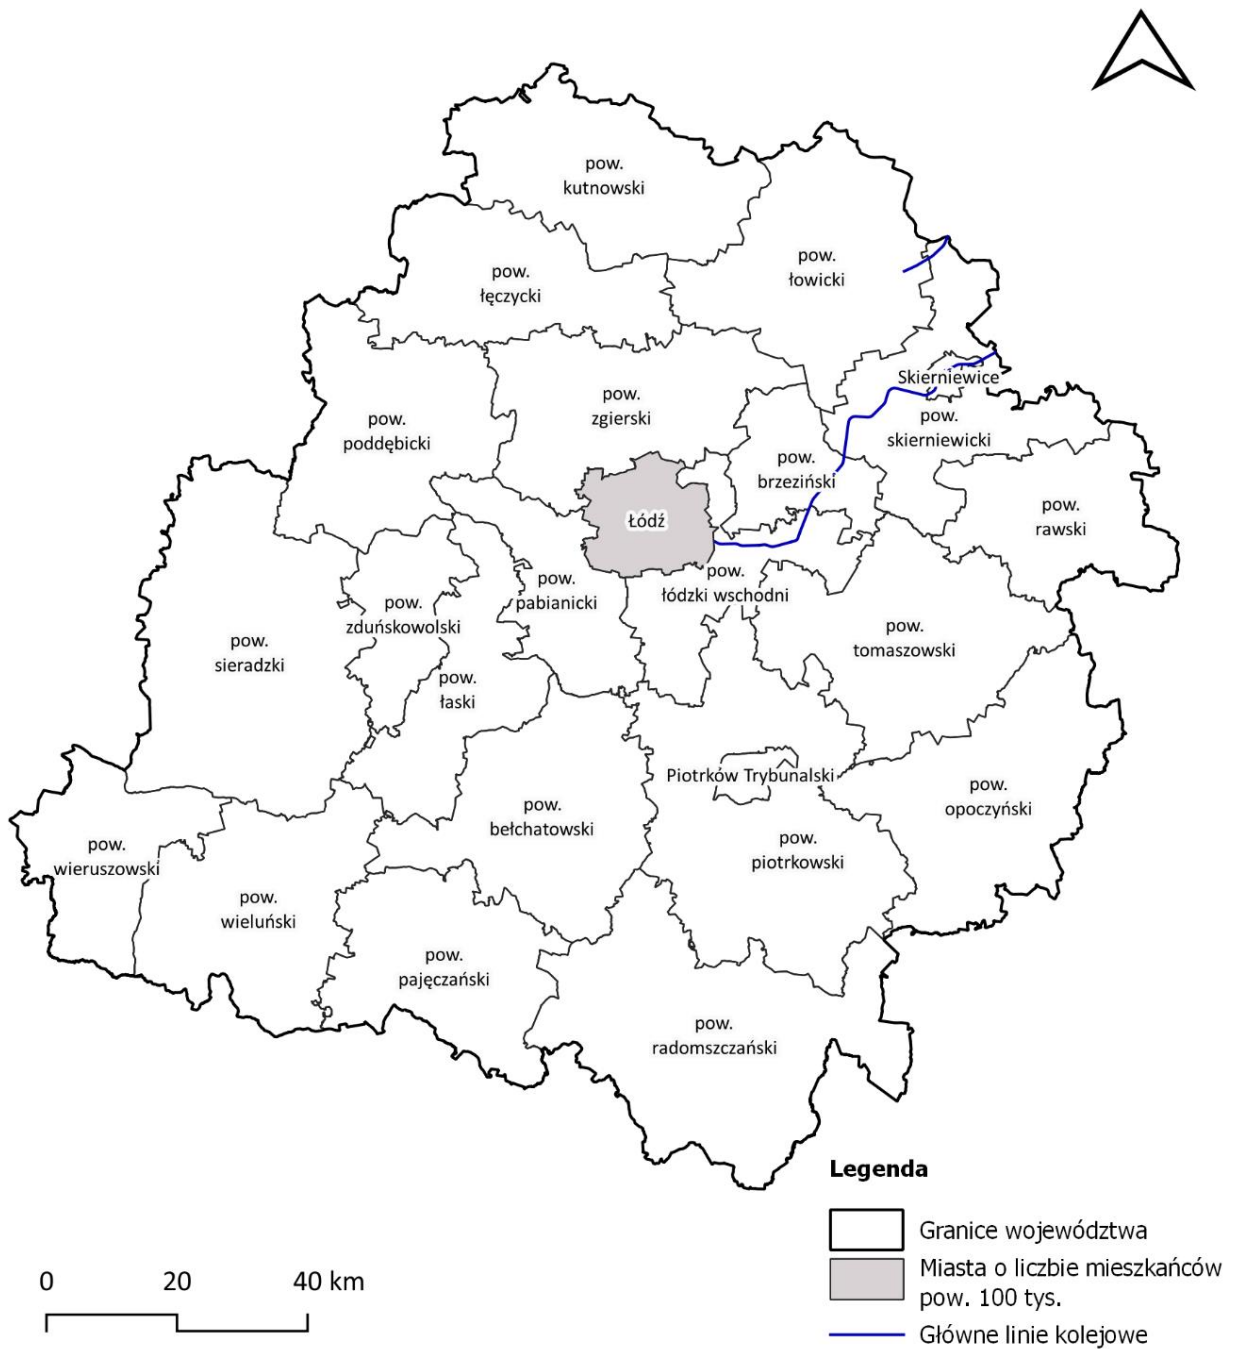 pow.
kutnowski
pow.
łowicki
pow.
łęczycki
Skierniewice
pow.
zgierski
pow.
skierniewicki
pow.
poddębicki
pow.
brzeziński
pow.
rawski
Łódź
pow.
łódzki wschodni
pow.
pabianicki
pow.
zduńskowolski
pow.
tomaszowski
pow.
sieradzki
pow.
łaski
Piotrków Trybunalski
pow.
opoczyński
pow.
bełchatowski
pow.
piotrkowski
pow.
wieruszowski
pow.
wieluński
pow.
pajęczański
pow.
radomszczański
Legenda
Granice województwa
Miasta o liczbie mieszkańców
pow. 100 tys.
Główne linie kolejowe
0 20 40 km